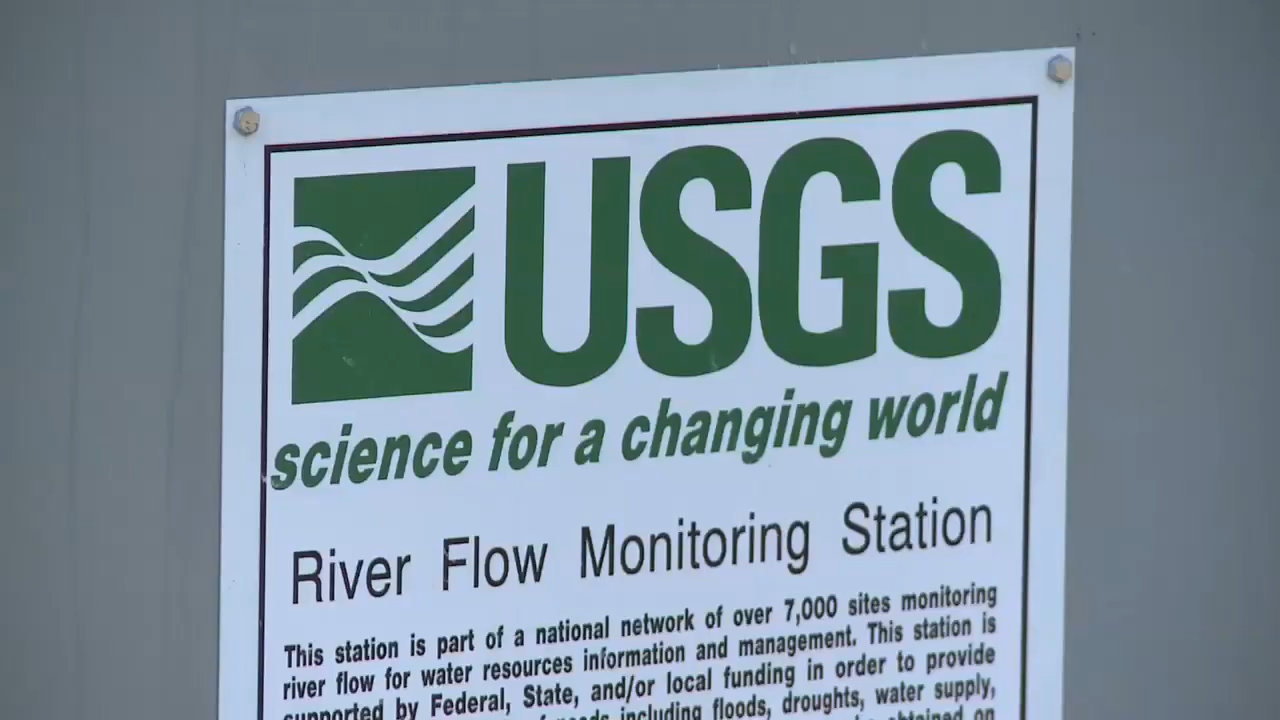 USGS
science for a changing world
River Flow Monitoring Station
This station is part of a national network of over 7,000 sites monitoring
river flow for water resources information and management. This station is
supported by Federal, State, and/or local funding in order to provide
including floods, droughts, water supply,
obtained on